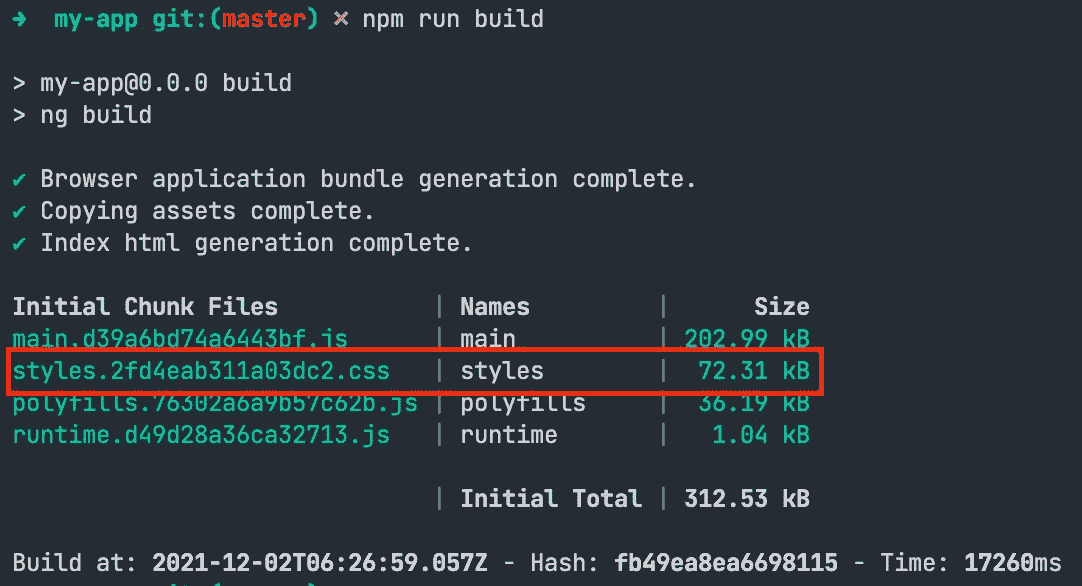 ➜ my-app git:(master) ✗ npm run build
> my-app@0.0.0 build
> ng build
✔ Browser application bundle generation complete.
✔ Copying assets complete.
✔ Index html generation complete.
Initial Chunk Files | Names | Size
main.d39a6bd74a6443bf.js | main | 202.99 kB
styles.2fd4eab311a03dc2.css | styles | 72.31 kB
polyfills.76302a6a9b57c62b.js | polyfills | 36.19 kB
runtime.d49d28a36ca32713.js | runtime | 1.04 kB
| Initial Total | 312.53 kB
Build at: 2021-12-02T06:26:59.057Z - Hash: fb49ea8ea6698115 - Time: 17260ms